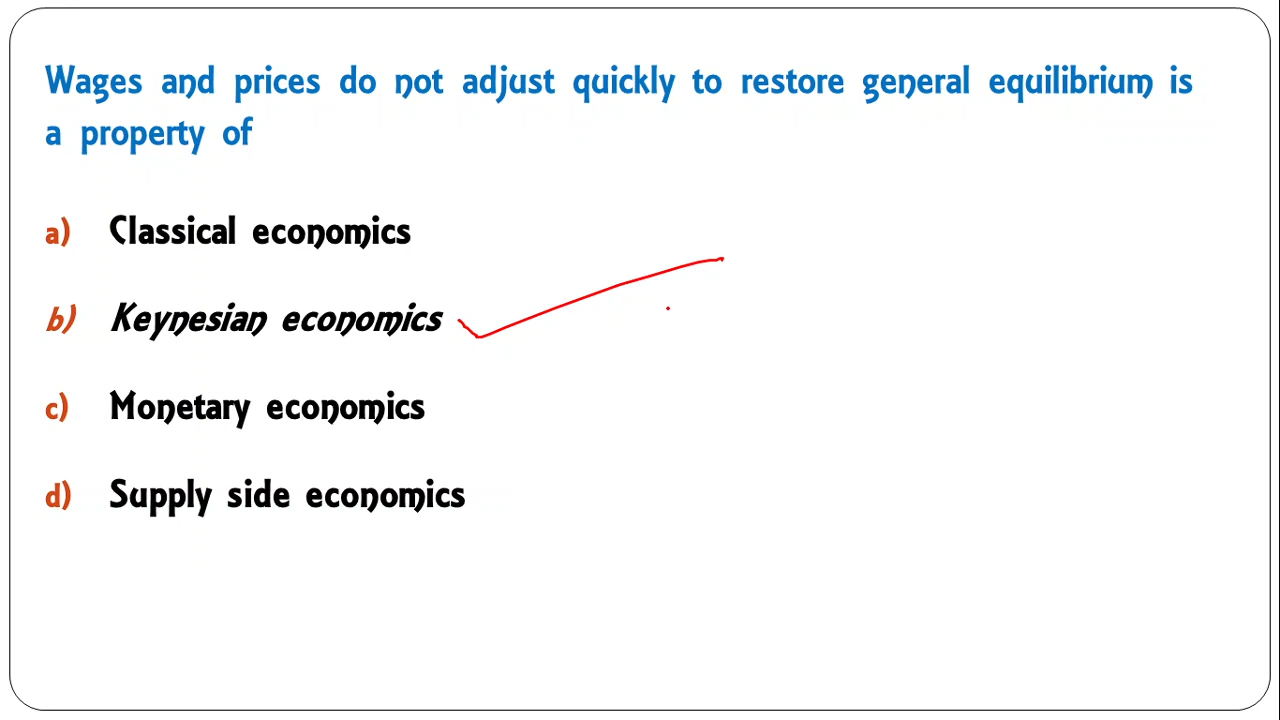 Wages and prices do not adjust quickly to restore general equilibrium is
a property of
a) Classical economics
b) Keynesian economics
c) Monetary economics
d) Supply side economics